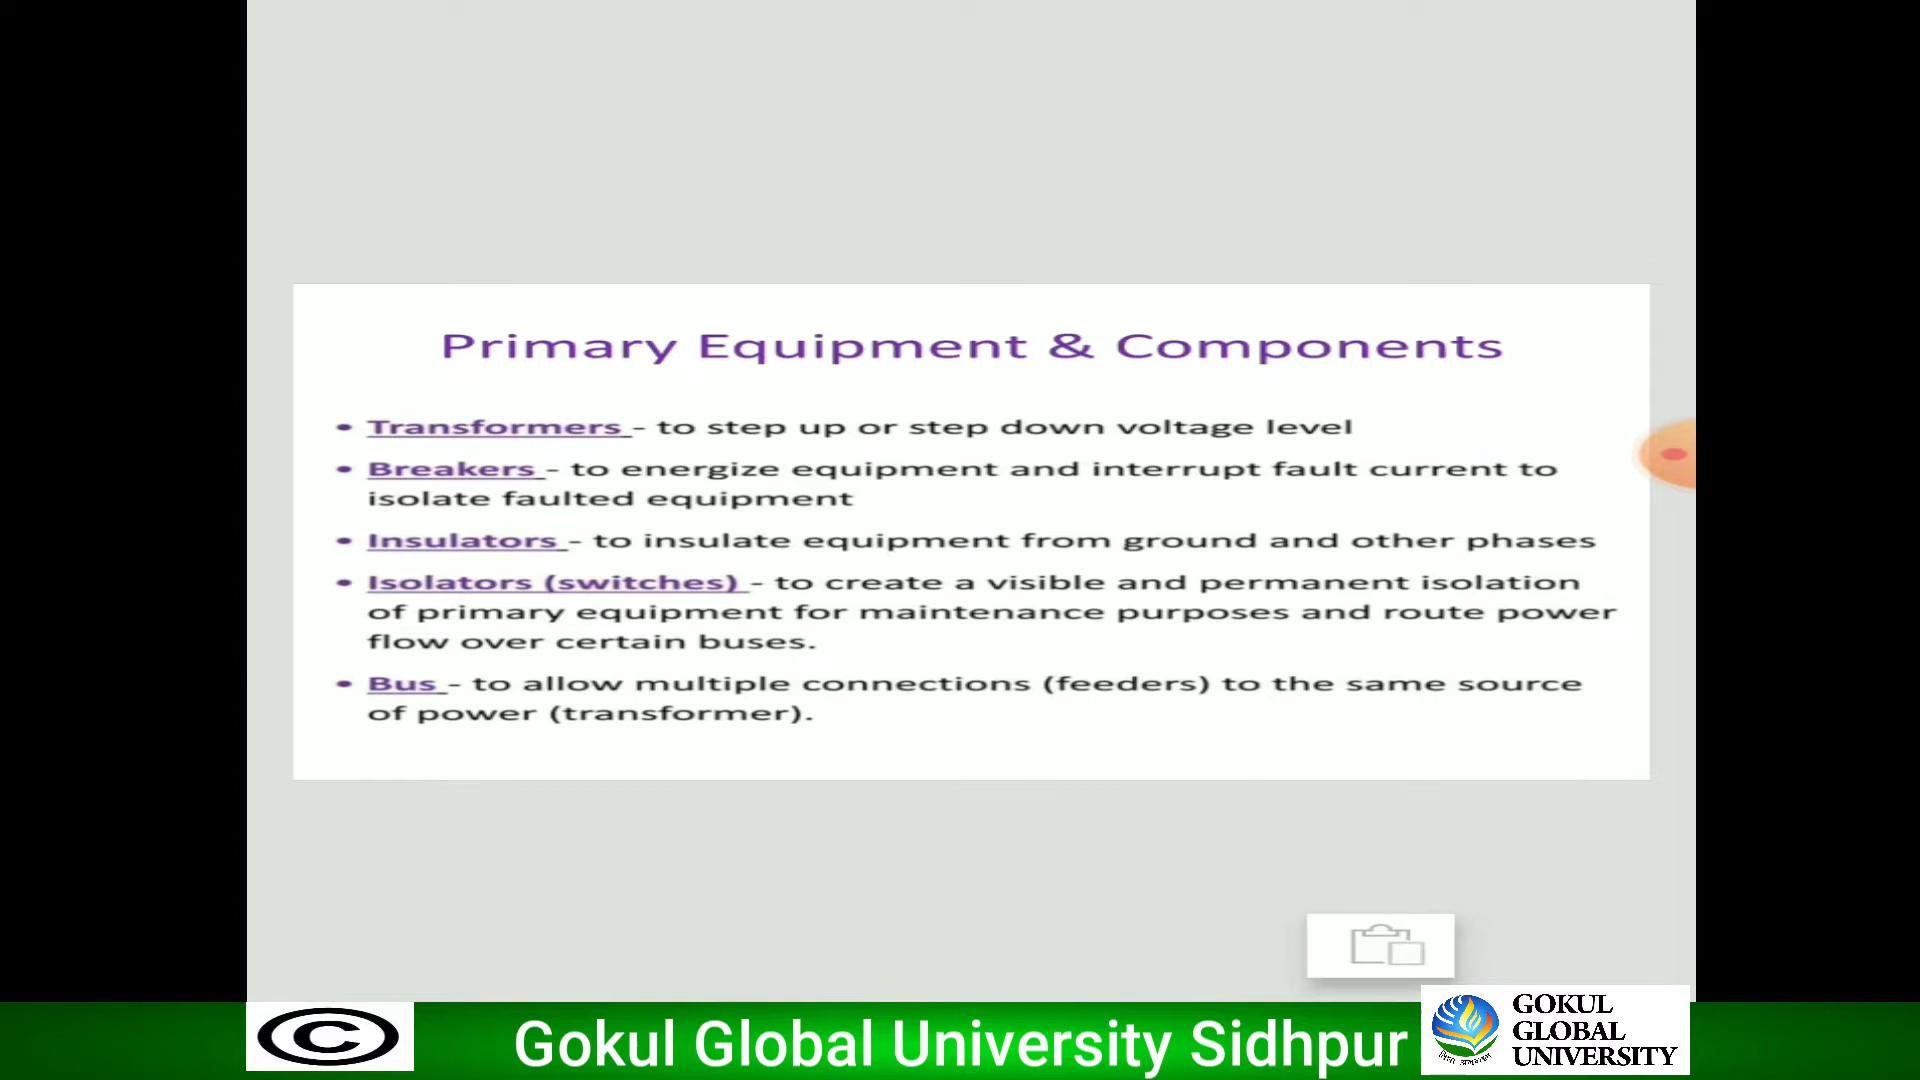 Primary Equipment & Components
• Transformers - to step up or step down voltage level
• Breakers - to energize equipment and interrupt fault current to
isolate faulted equipment
• Insulators - to insulate equipment from ground and other phases
• Isolators (switches) - to create a visible and permanent isolation
of primary equipment for maintenance purposes and route power
flow over certain buses.
• Bus - to allow multiple connections (feeders) to the same source
of power (transformer).
©
Gokul Global University Sidhpur
GOKUL
GLOBAL
UNIVERSITY